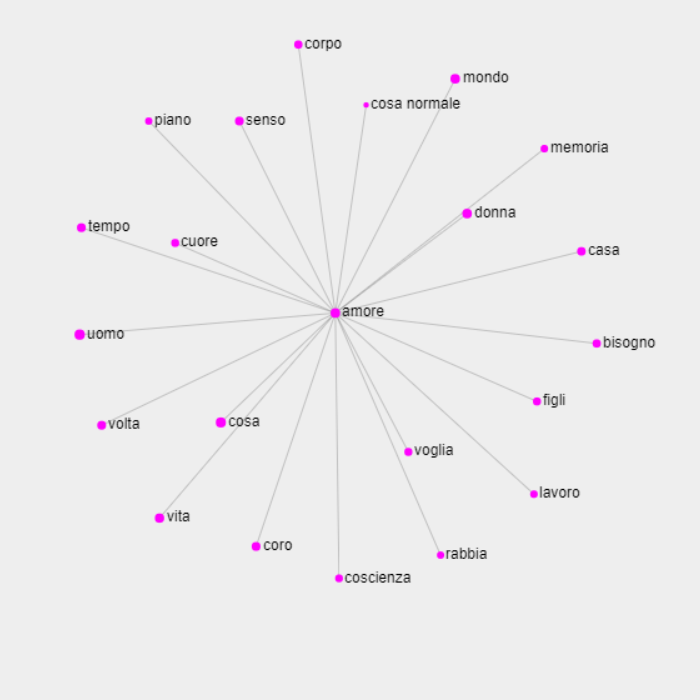 corpo
mondo
cosa normale
piano
senso
memoria
donna
tempo
cuore
casa
amore
uomo
bisogno
figli
volta
cosa
voglia
lavoro
vita
coro
rabbia
coscienza